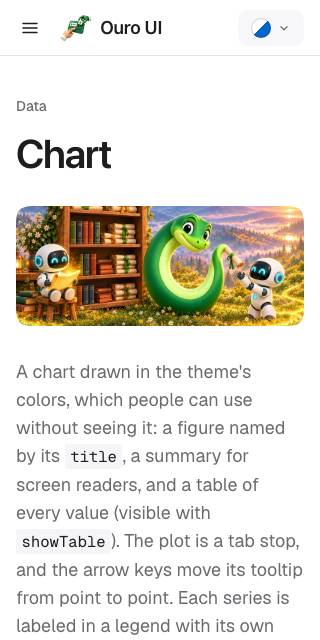 Ouro UI
Data
Chart
A chart drawn in the theme's
colors, which people can use
without seeing it: a figure named
by its title, a summary for
screen readers, and a table of
every value (visible with
showTable). The plot is a tab stop,
and the arrow keys move its tooltip
from point to point. Each series is
labeled in a legend with its own